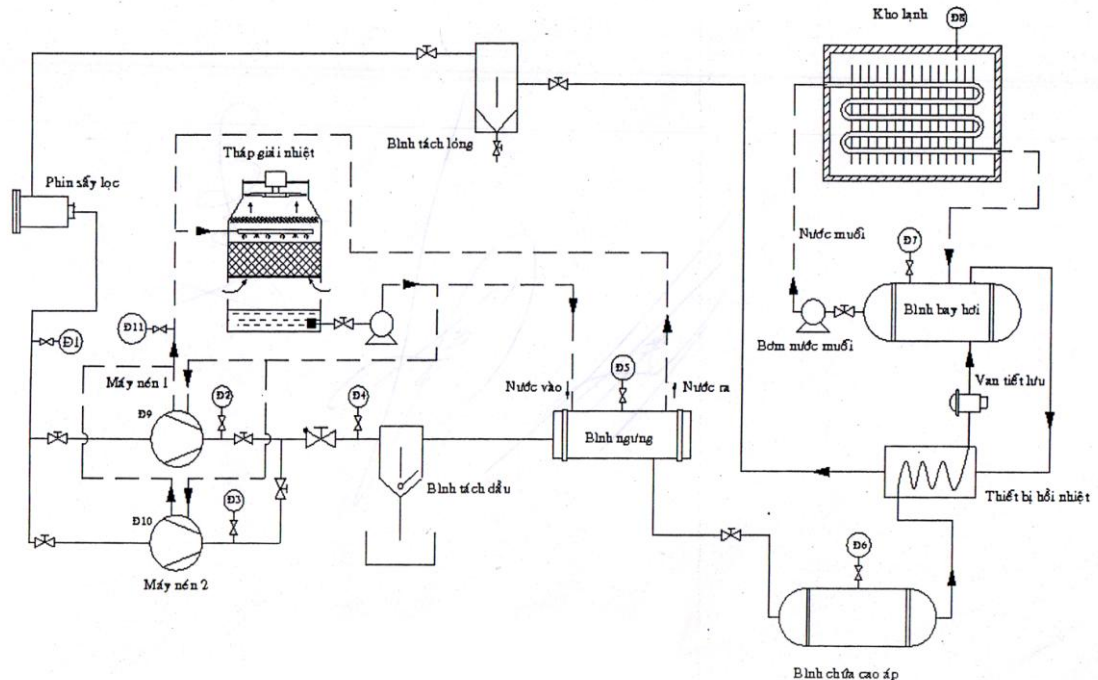 Kho lạnh
Đ8
Bình tách lỏng
Tháp giải nhiệt
Phin sấy lọc
Nước muối
Đ7
Bình bay hơi
Bơm nước muối
Đ11
Đ1
Van tiết lưu
Máy nén 1
Nước vào
Đ5
Nước ra
Đ9
Đ2
Đ4
Bình ngưng
Bình tách dầu
Thiết bị hồi nhiệt
Đ10
Đ3
Đ6
Máy nén 2
Bình chứa cao áp